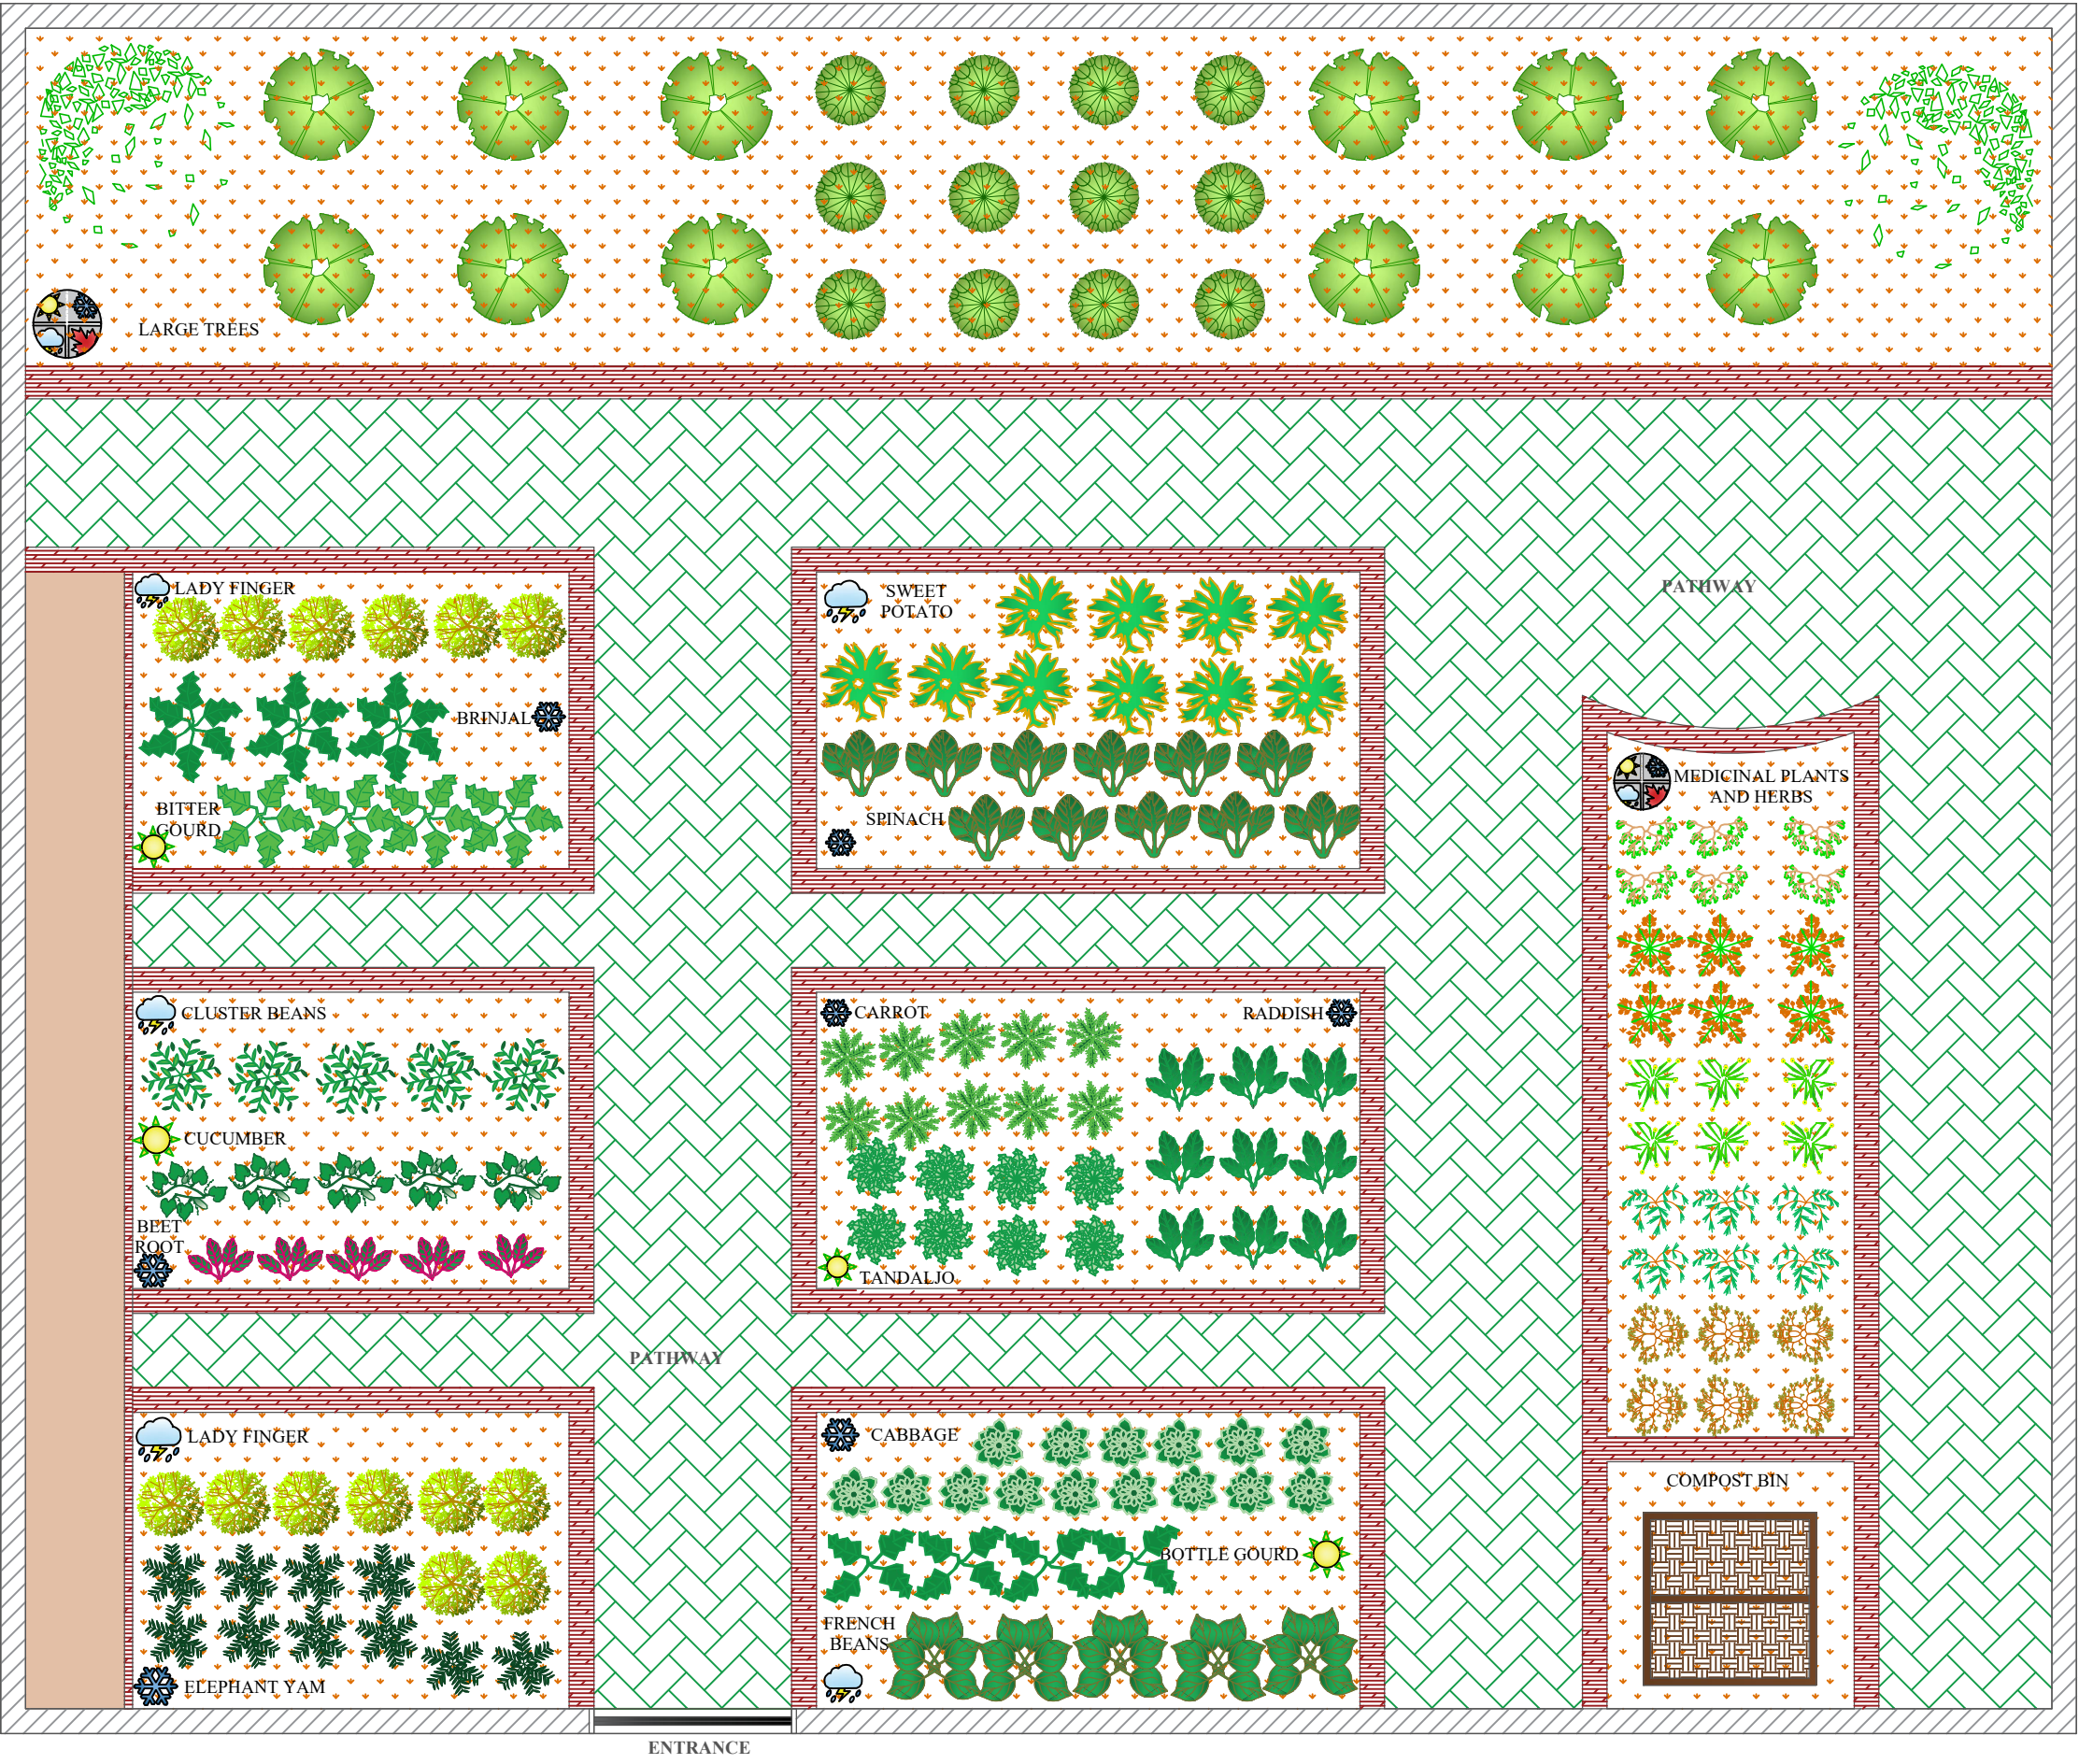 LARGE TREES
LADY FINGER
BRINJAL
BITTER
GOURD
SWEET
POTATO
SPINACH
PATHWAY
MEDICINAL PLANTS
AND HERBS
CLUSTER BEANS
CUCUMBER
BEET
ROOT
CARROT
RADDISH
TANDALJO
PATHWAY
LADY FINGER
ELEPHANT YAM
CABBAGE
BOTTLE GOURD
FRENCH
BEANS
COMPOST BIN
ENTRANCE